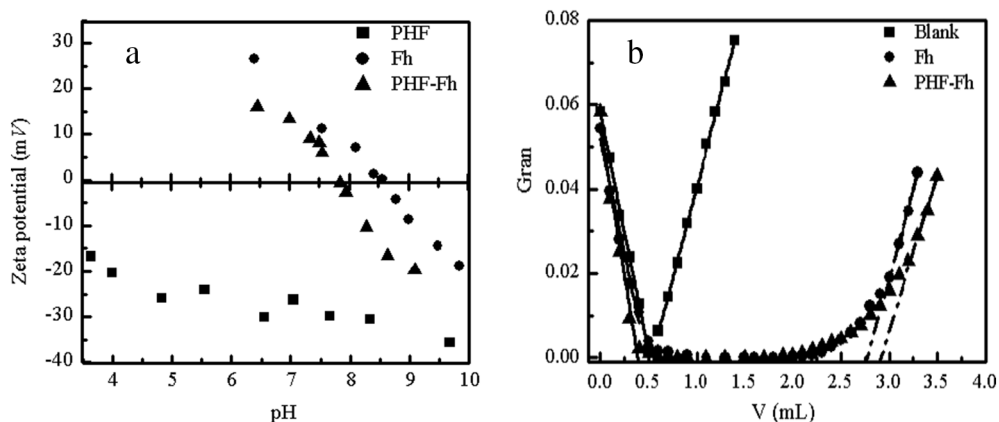 a
PHF
Fh
PHF-Fh
30
20
10
0
-10
-20
-30
-40
Zeta potential (mV)
4 5 6 7 8 9 10
pH
b
Blank
Fh
PHF-Fh
0.08
0.06
0.04
0.02
0.00
Gran
0.0 0.5 1.0 1.5 2.0 2.5 3.0 3.5 4.0
V (mL)